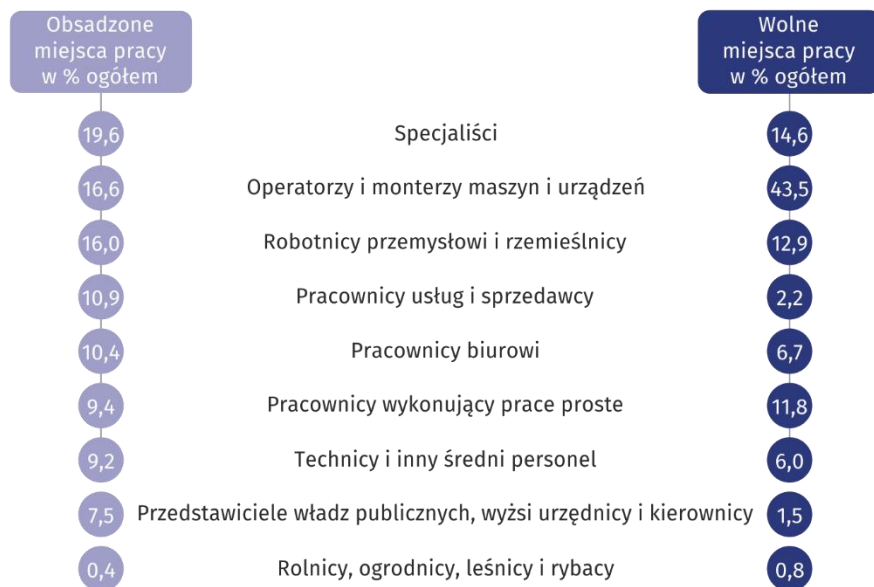 Obsadzone
miejsca pracy
w % ogółem
Wolne
miejsca pracy
w % ogółem
19,6 Specjaliści 14,6
16,6 Operatorzy i monterzy maszyn i urządzeń 43,5
16,0 Robotnicy przemysłowi i rzemieślnicy 12,9
10,9 Pracownicy usług i sprzedawcy 2,2
10,4 Pracownicy biurowi 6,7
9,4 Pracownicy wykonujący prace proste 11,8
9,2 Technicy i inny średni personel 6,0
7,5 Przedstawiciele władz publicznych, wyżsi urzędnicy i kierownicy 1,5
0,4 Rolnicy, ogrodnicy, leśnicy i rybacy 0,8